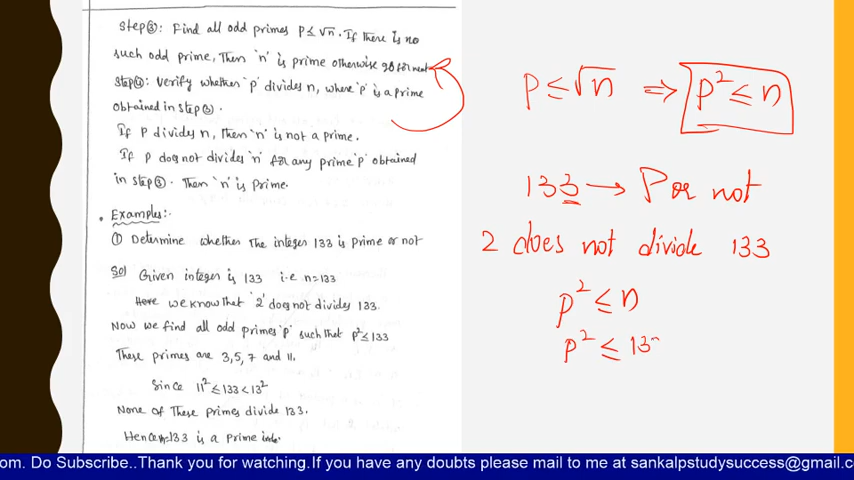 Step③: Find all odd primes P≤√n. If there is no
such odd prime, Then 'n' is prime otherwise go for next
Step④: Verify whether 'p' divides n, where 'p' is a prime
obtained in Step③.
If P divides n, Then 'n' is not a prime.
If P does not divides 'n' for any prime 'p' obtained
in Step③. Then 'n' is Prime.
• Examples:-
① Determine whether The integer 133 is prime or not
Sol Given integer is 133 i.e n=133
Here we know that '2' does not divides 133.
Now we find all odd primes 'p' such that p²≤133
These primes are 3, 5, 7 and 11.
Since 11² ≤ 133 < 13²
None of These primes divide 133.
Hence 133 is a prime
p ≤ √n ⇒ p² ≤ n
133 → P or not
2 does not divide 133
p² ≤ n
p² ≤ 13
om. Do Subscribe..Thank you for watching.If you have any doubts please mail to me at sankalpstudysuccess@gmail.c